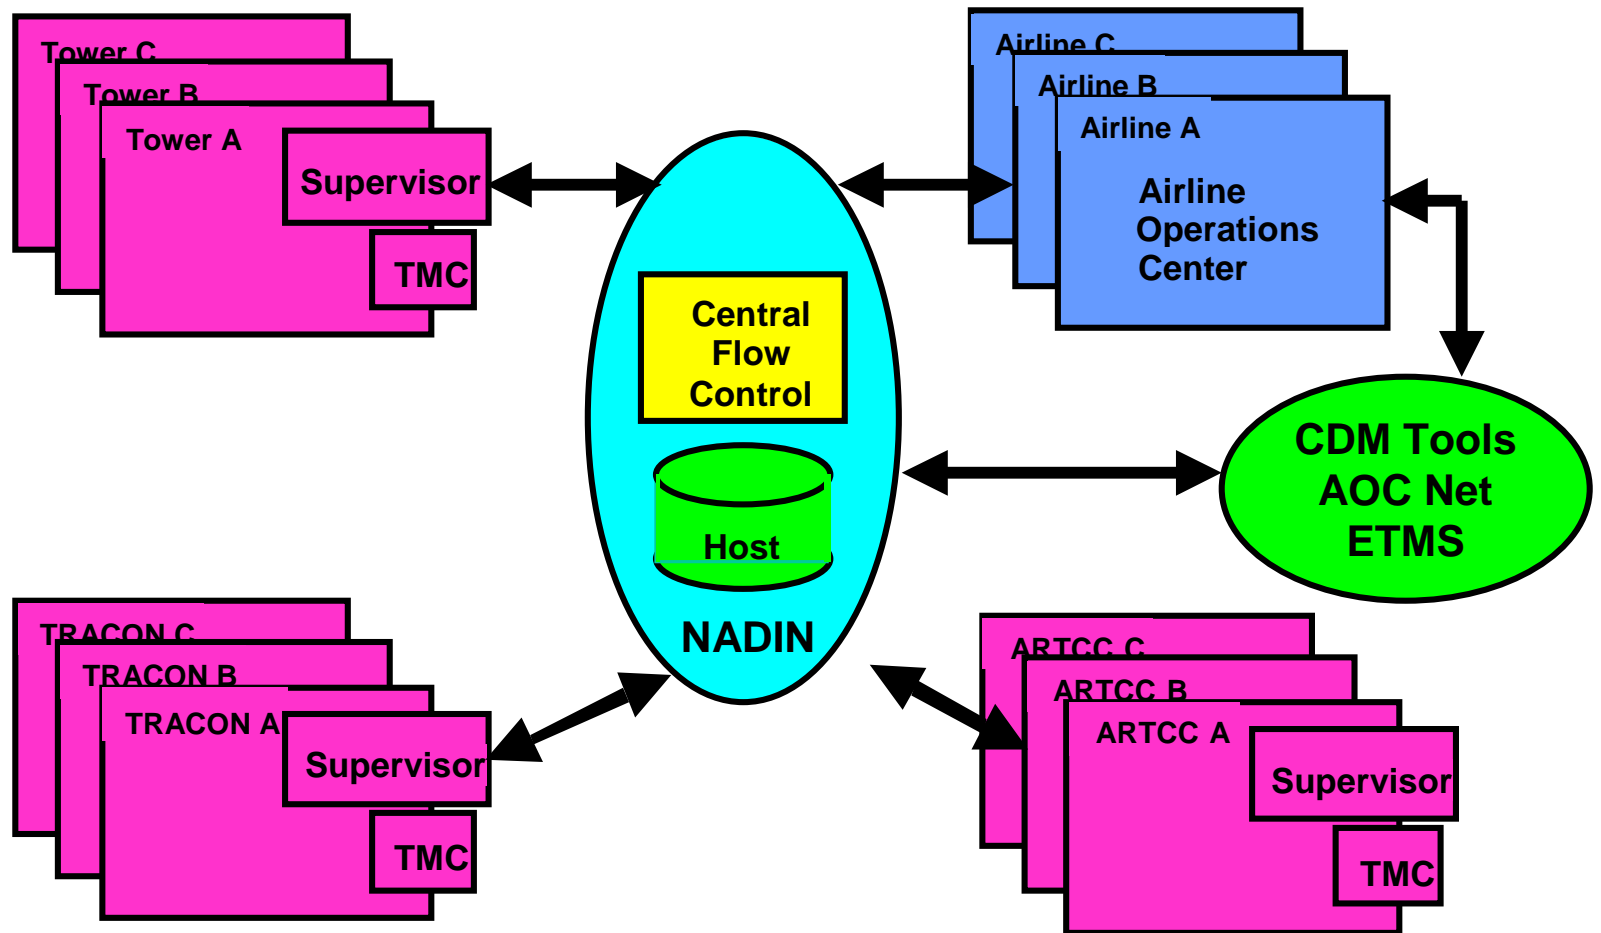 Tower C
Tower B
Tower A
Supervisor
TMC
Airline C
Airline B
Airline A
Airline
Operations
Center
Central
Flow
Control
Host
NADIN
CDM Tools
AOC Net
ETMS
TRACON C
TRACON B
TRACON A
Supervisor
TMC
ARTCC C
ARTCC B
ARTCC A
Supervisor
TMC